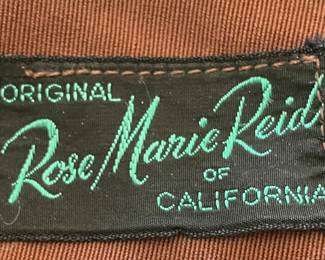 ORIGINAL
Rose Marie Reid
OF
CALIFORNIA